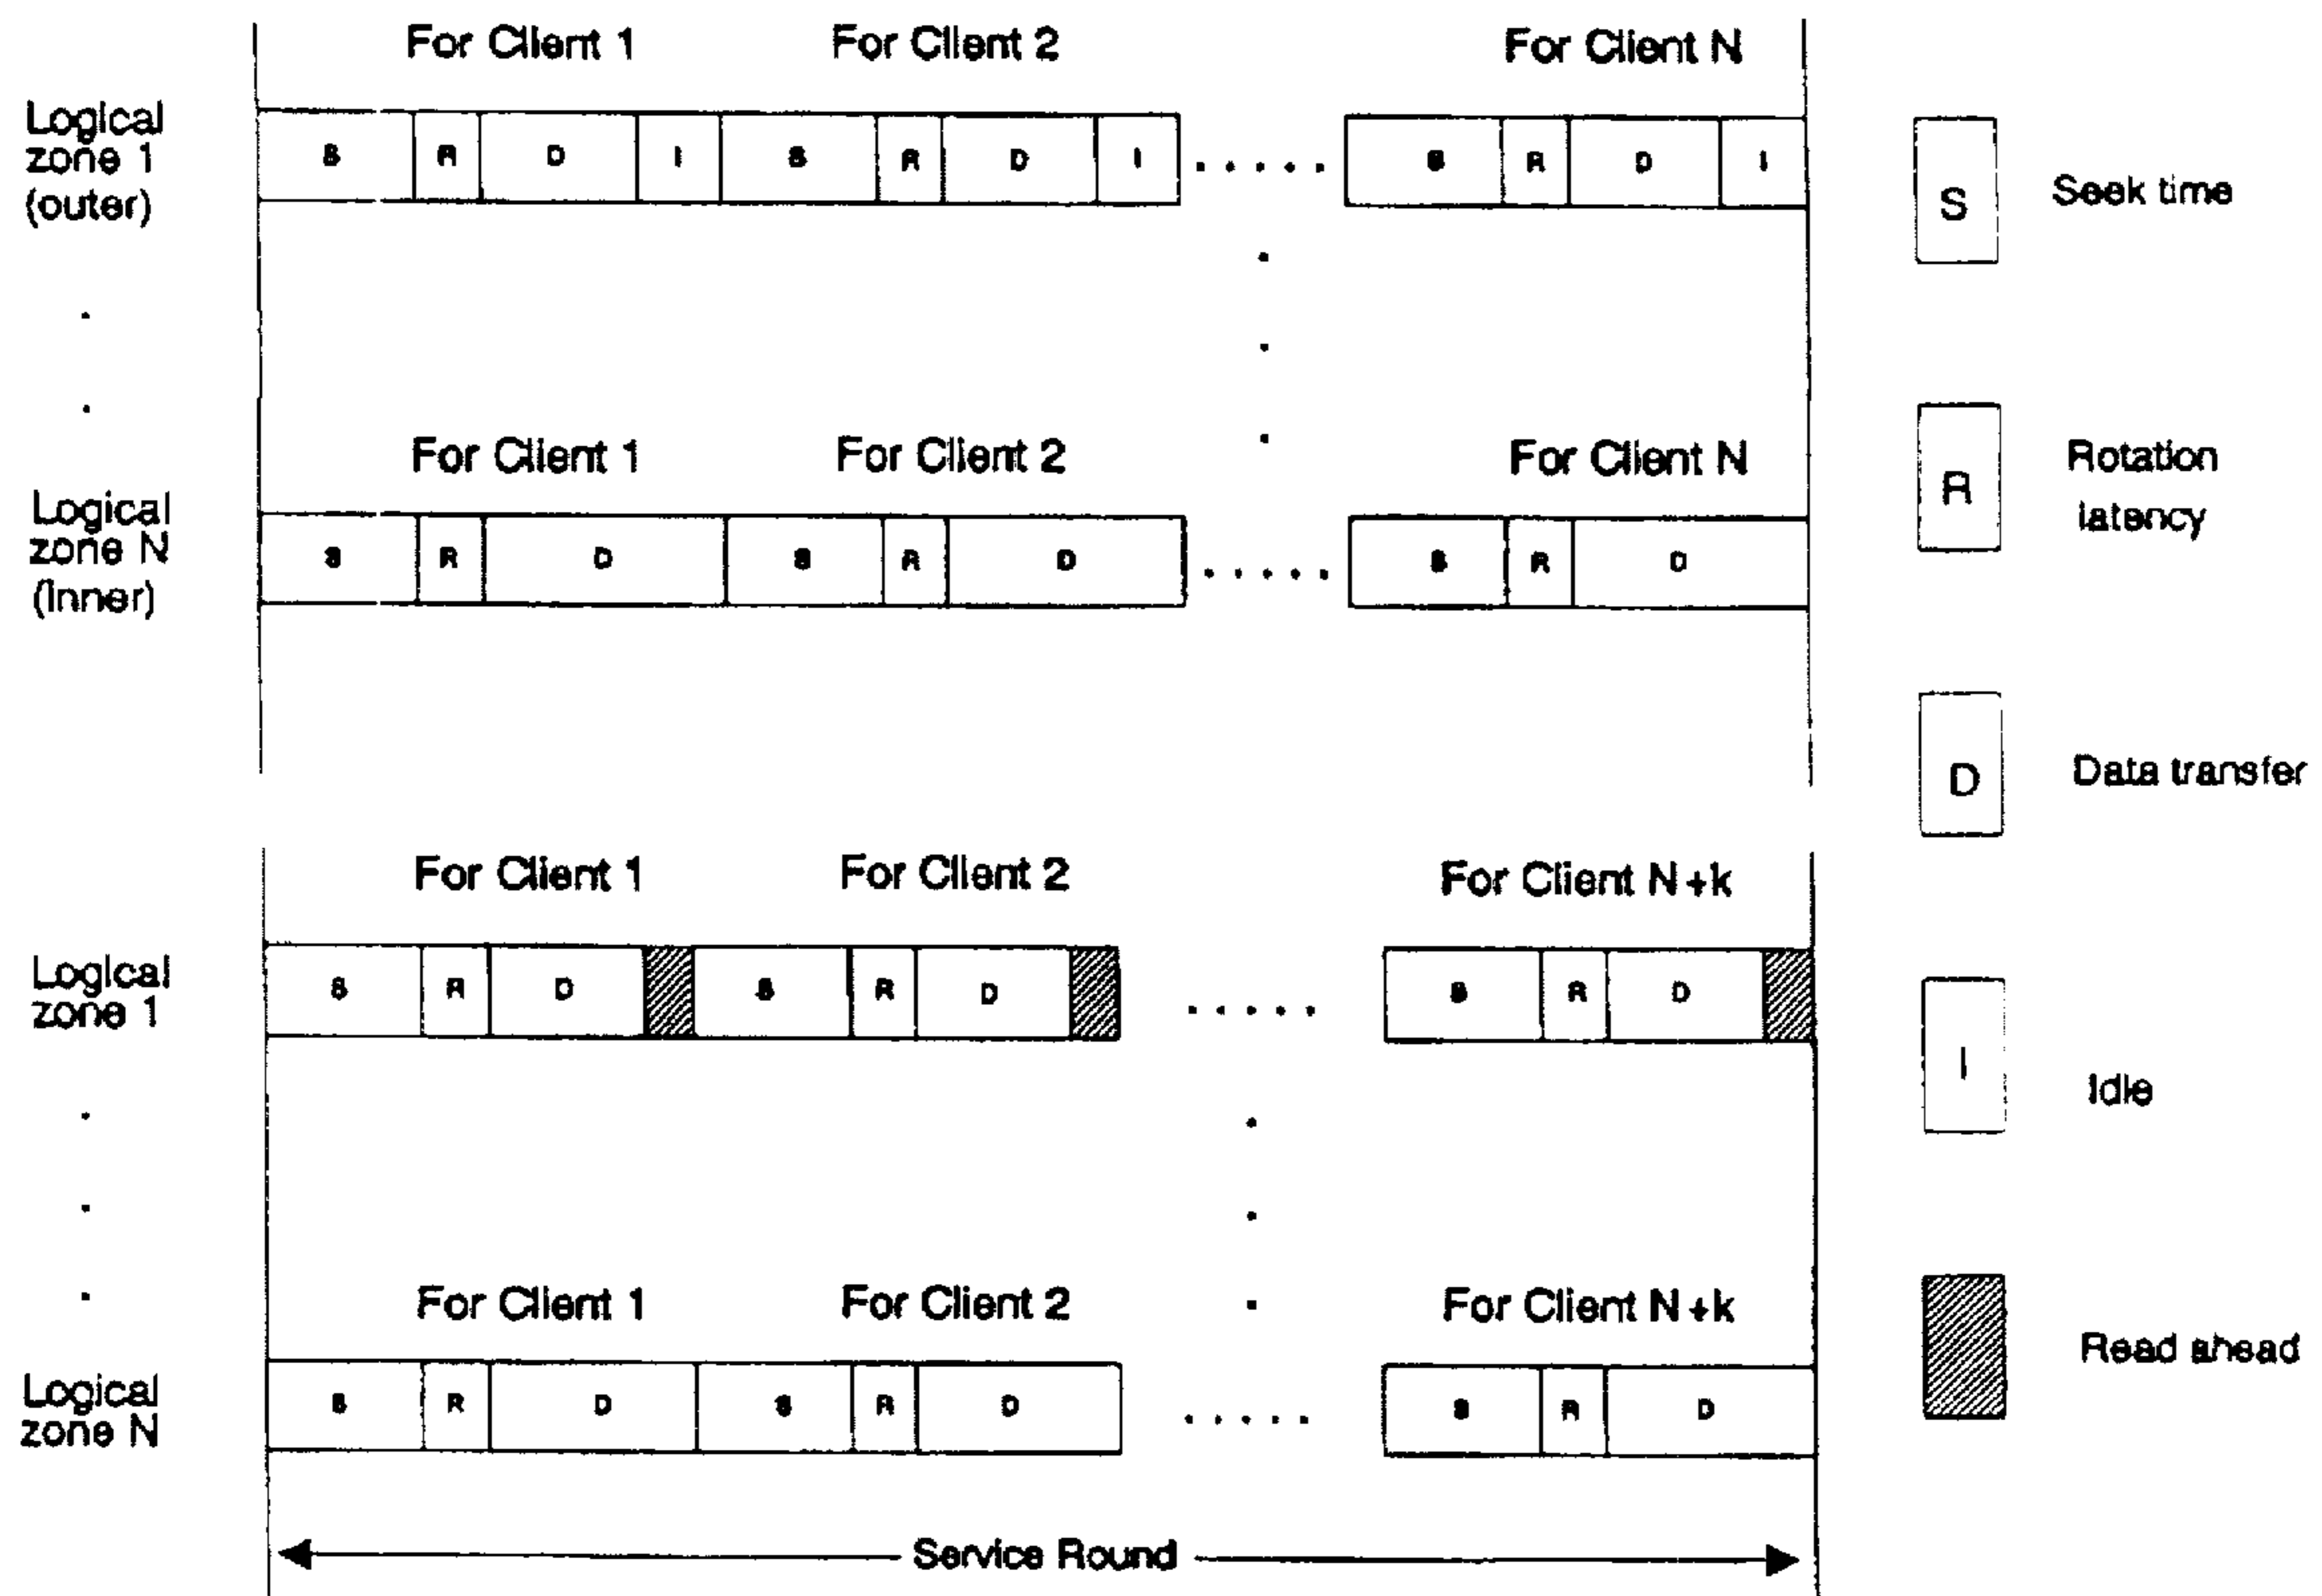 For Client 1 For Client 2 For Client N
Logical
zone 1
(outer)
S R D I S R D I ..... S R D I
For Client 1 For Client 2 For Client N
Logical
zone N
(inner)
S R D S R D ..... S R D
For Client 1 For Client 2 For Client N+k
Logical
zone 1
S R D S R D ..... S R D
For Client 1 For Client 2 For Client N+k
Logical
zone N
S R D S R D ..... S R D
Service Round
S Seek time
R Rotation
latency
D Data transfer
I Idle
Read ahead